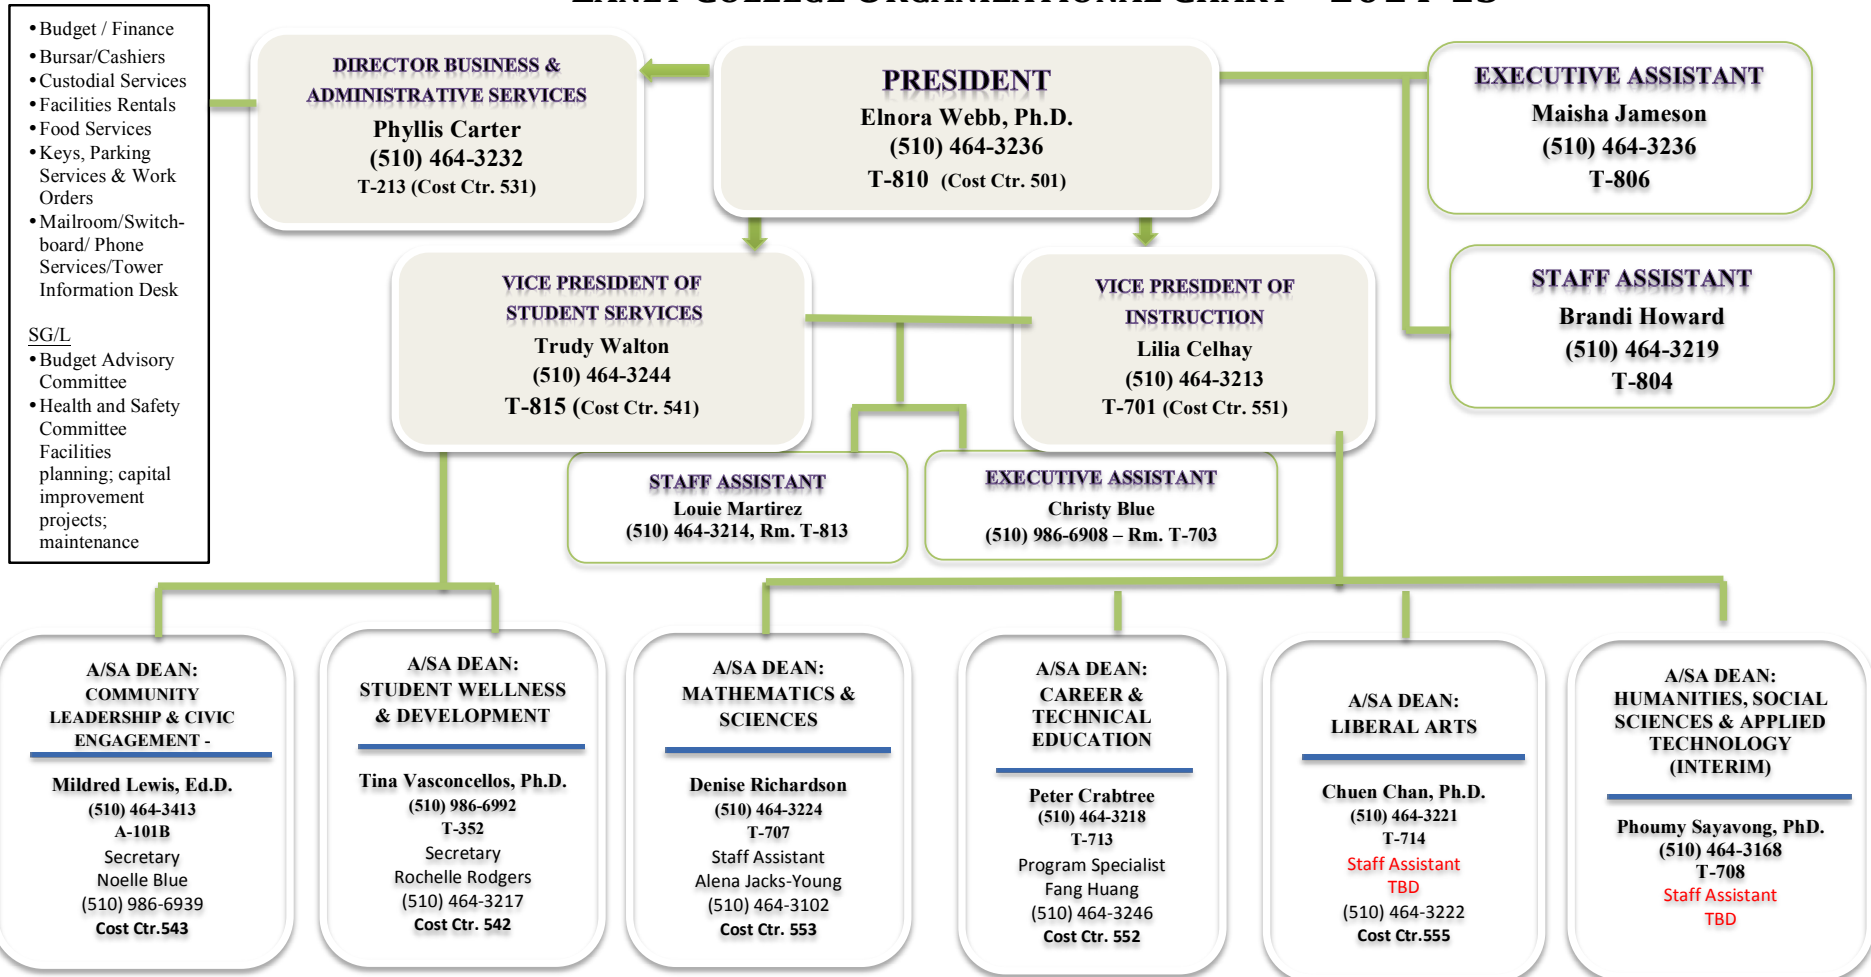 • Budget / Finance
• Bursar/Cashiers
• Custodial Services
• Facilities Rentals
• Food Services
• Keys, Parking
Services & Work
Orders
• Mailroom/Switch-
board/ Phone
Services/Tower
Information Desk
SG/L
• Budget Advisory
Committee
• Health and Safety
Committee
Facilities
planning; capital
improvement
projects;
maintenance
DIRECTOR BUSINESS &
ADMINISTRATIVE SERVICES
Phyllis Carter
(510) 464-3232
T-213 (Cost Ctr. 531)
PRESIDENT
Elnora Webb, Ph.D.
(510) 464-3236
T-810 (Cost Ctr. 501)
EXECUTIVE ASSISTANT
Maisha Jameson
(510) 464-3236
T-806
STAFF ASSISTANT
Brandi Howard
(510) 464-3219
T-804
VICE PRESIDENT OF
STUDENT SERVICES
Trudy Walton
(510) 464-3244
T-815 (Cost Ctr. 541)
VICE PRESIDENT OF
INSTRUCTION
Lilia Celhay
(510) 464-3213
T-701 (Cost Ctr. 551)
STAFF ASSISTANT
Louie Martirez
(510) 464-3214, Rm. T-813
EXECUTIVE ASSISTANT
Christy Blue
(510) 986-6908 – Rm. T-703
A/SA DEAN:
COMMUNITY
LEADERSHIP & CIVIC
ENGAGEMENT -
Mildred Lewis, Ed.D.
(510) 464-3413
A-101B
Secretary
Noelle Blue
(510) 986-6939
Cost Ctr.543
A/SA DEAN:
STUDENT WELLNESS
& DEVELOPMENT
Tina Vasconcellos, Ph.D.
(510) 986-6992
T-352
Secretary
Rochelle Rodgers
(510) 464-3217
Cost Ctr. 542
A/SA DEAN:
MATHEMATICS &
SCIENCES
Denise Richardson
(510) 464-3224
T-707
Staff Assistant
Alena Jacks-Young
(510) 464-3102
Cost Ctr. 553
A/SA DEAN:
CAREER &
TECHNICAL
EDUCATION
Peter Crabtree
(510) 464-3218
T-713
Program Specialist
Fang Huang
(510) 464-3246
Cost Ctr. 552
A/SA DEAN:
LIBERAL ARTS
Chuen Chan, Ph.D.
(510) 464-3221
T-714
Staff Assistant
TBD
(510) 464-3222
Cost Ctr.555
A/SA DEAN:
HUMANITIES, SOCIAL
SCIENCES & APPLIED
TECHNOLOGY
(INTERIM)
Phoumy Sayavong, PhD.
(510) 464-3168
T-708
Staff Assistant
TBD